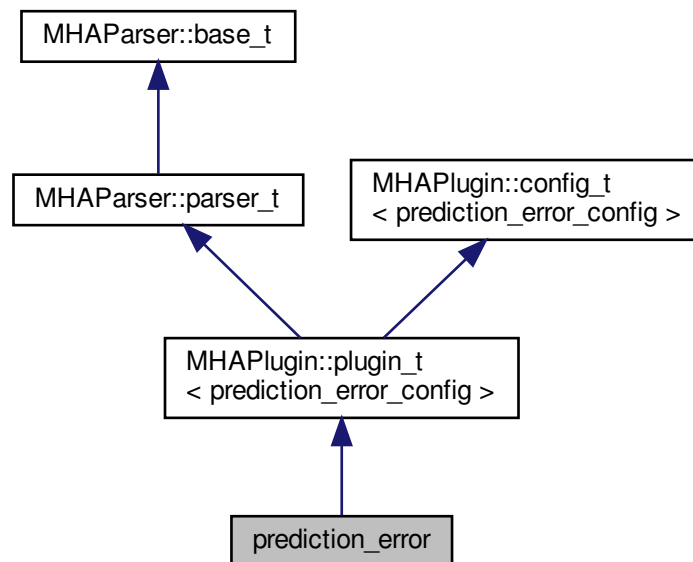 MHAParser::base_t
MHAParser::parser_t
MHAPlugin::config_t
< prediction_error_config >
MHAPlugin::plugin_t
< prediction_error_config >
prediction_error